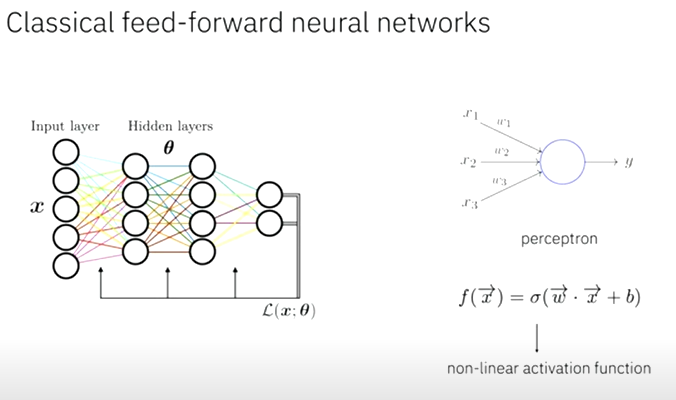 Classical feed-forward neural networks
Input layer
Hidden layers
θ
x
ℒ(x; θ)
x1
w1
x2
w2
x3
w3
y
perceptron
f(x⃗) = σ(w⃗ · x⃗ + b)
non-linear activation function